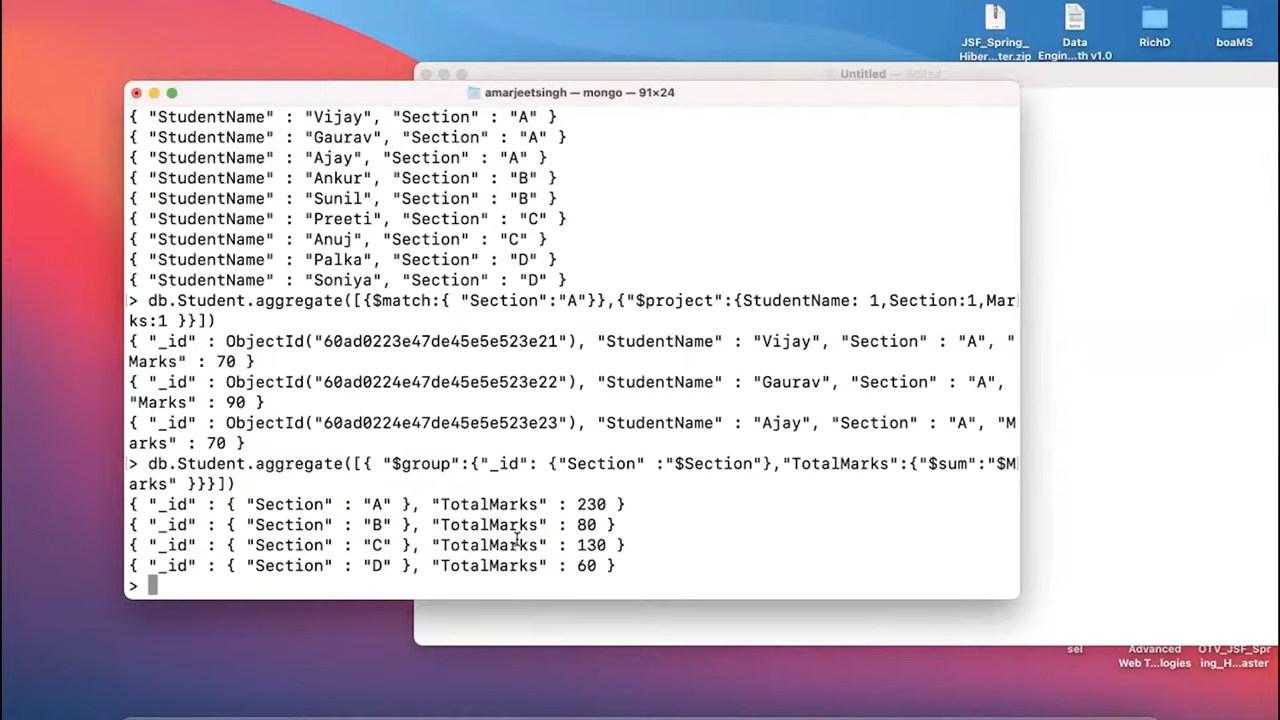 JSF_Spring_
Hiber...ter.zip
Data
Engin...th v1.0
RichD
boaMS
Untitled — Edited
amarjeetsingh — mongo — 91×24
{ "StudentName" : "Vijay", "Section" : "A" }
{ "StudentName" : "Gaurav", "Section" : "A" }
{ "StudentName" : "Ajay", "Section" : "A" }
{ "StudentName" : "Ankur", "Section" : "B" }
{ "StudentName" : "Sunil", "Section" : "B" }
{ "StudentName" : "Preeti", "Section" : "C" }
{ "StudentName" : "Anuj", "Section" : "C" }
{ "StudentName" : "Palka", "Section" : "D" }
{ "StudentName" : "Soniya", "Section" : "D" }
> db.Student.aggregate([{$match:{ "Section":"A"}},{"$project":{StudentName: 1,Section:1,Mar
ks:1 }}])
{ "_id" : ObjectId("60ad0223e47de45e5e523e21"), "StudentName" : "Vijay", "Section" : "A", "
Marks" : 70 }
{ "_id" : ObjectId("60ad0224e47de45e5e523e22"), "StudentName" : "Gaurav", "Section" : "A",
"Marks" : 90 }
{ "_id" : ObjectId("60ad0224e47de45e5e523e23"), "StudentName" : "Ajay", "Section" : "A", "M
arks" : 70 }
> db.Student.aggregate([{ "$group":{"_id": {"Section" :"$Section"},"TotalMarks":{"$sum":"$M
arks" }}}])
{ "_id" : { "Section" : "A" }, "TotalMarks" : 230 }
{ "_id" : { "Section" : "B" }, "TotalMarks" : 80 }
{ "_id" : { "Section" : "C" }, "TotalMarks" : 130 }
{ "_id" : { "Section" : "D" }, "TotalMarks" : 60 }
>
sel
Advanced
Web T...logies
OTV_JSF_Spr
ing_H...aster